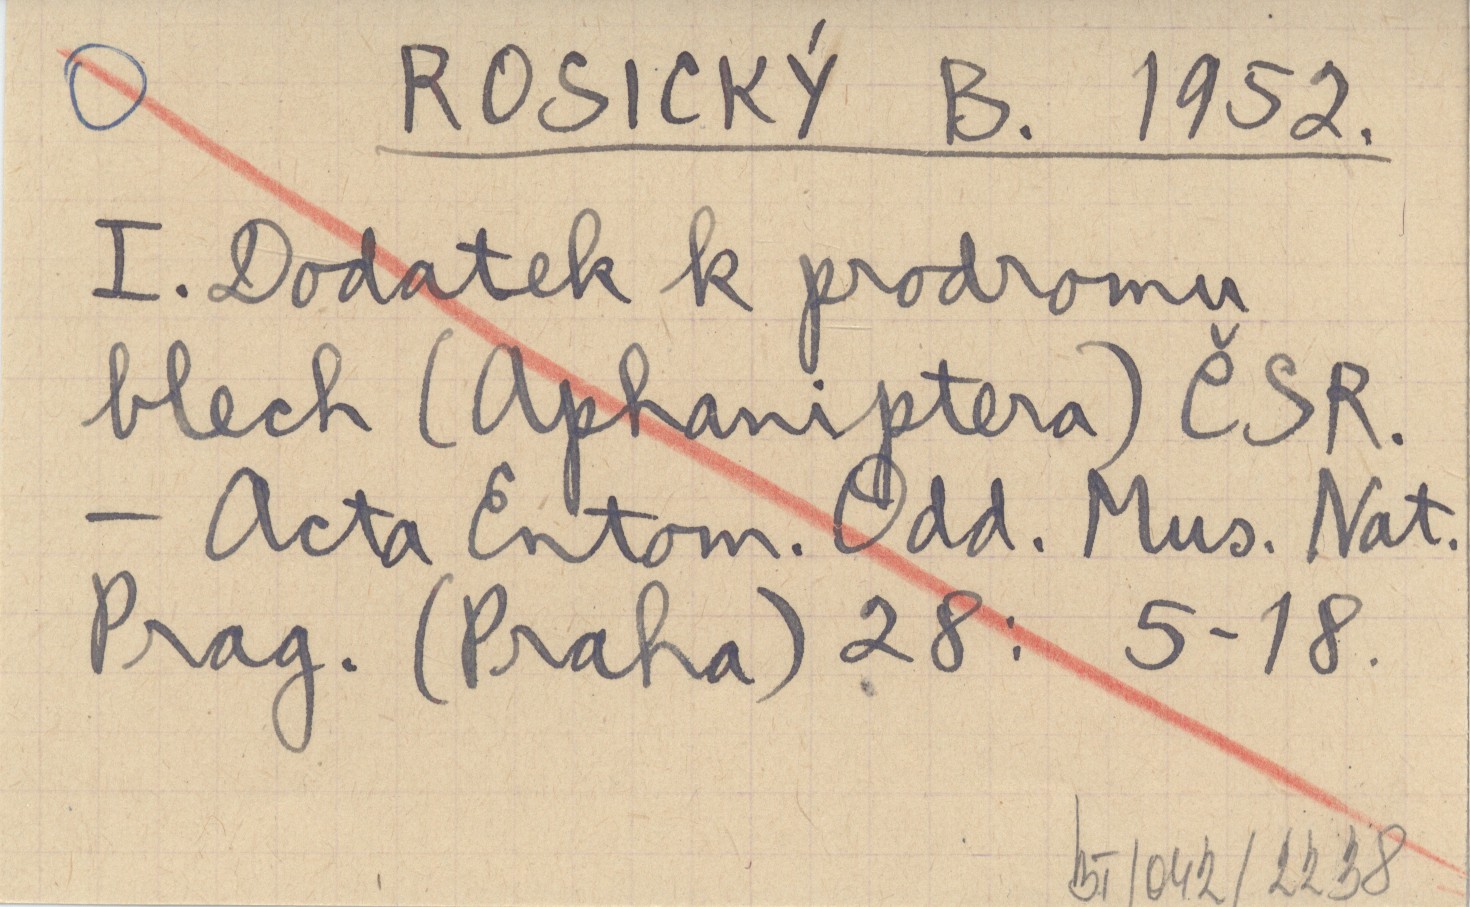 ROSICKÝ B. 1952.
I. Dodatek k prodromu
blech (Aphaniptera) ČSR.
– Acta Entom. Odd. Mus. Nat.
Prag. (Praha) 28: 5-18.
/042/2238